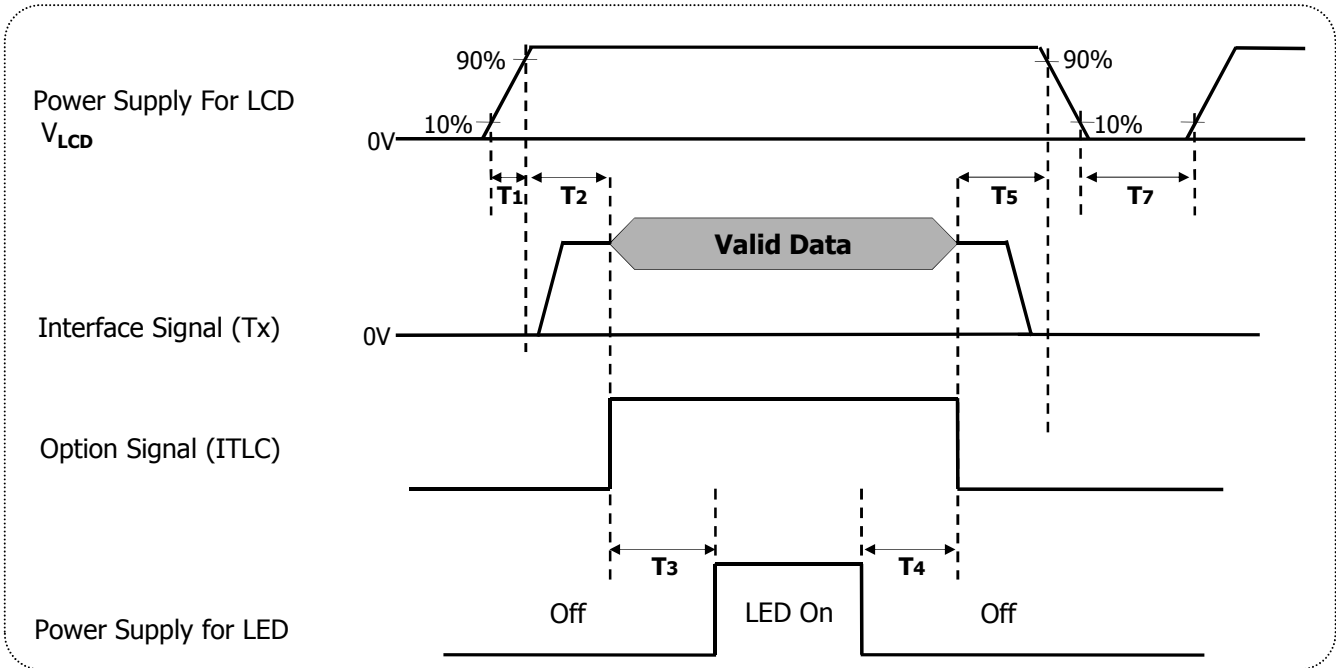 90%
90%
Power Supply For LCD
VLCD
10%
10%
0V
T1
T2
T5
T7
Valid Data
Interface Signal (Tx)
0V
Option Signal (ITLC)
T3
T4
Off
LED On
Off
Power Supply for LED